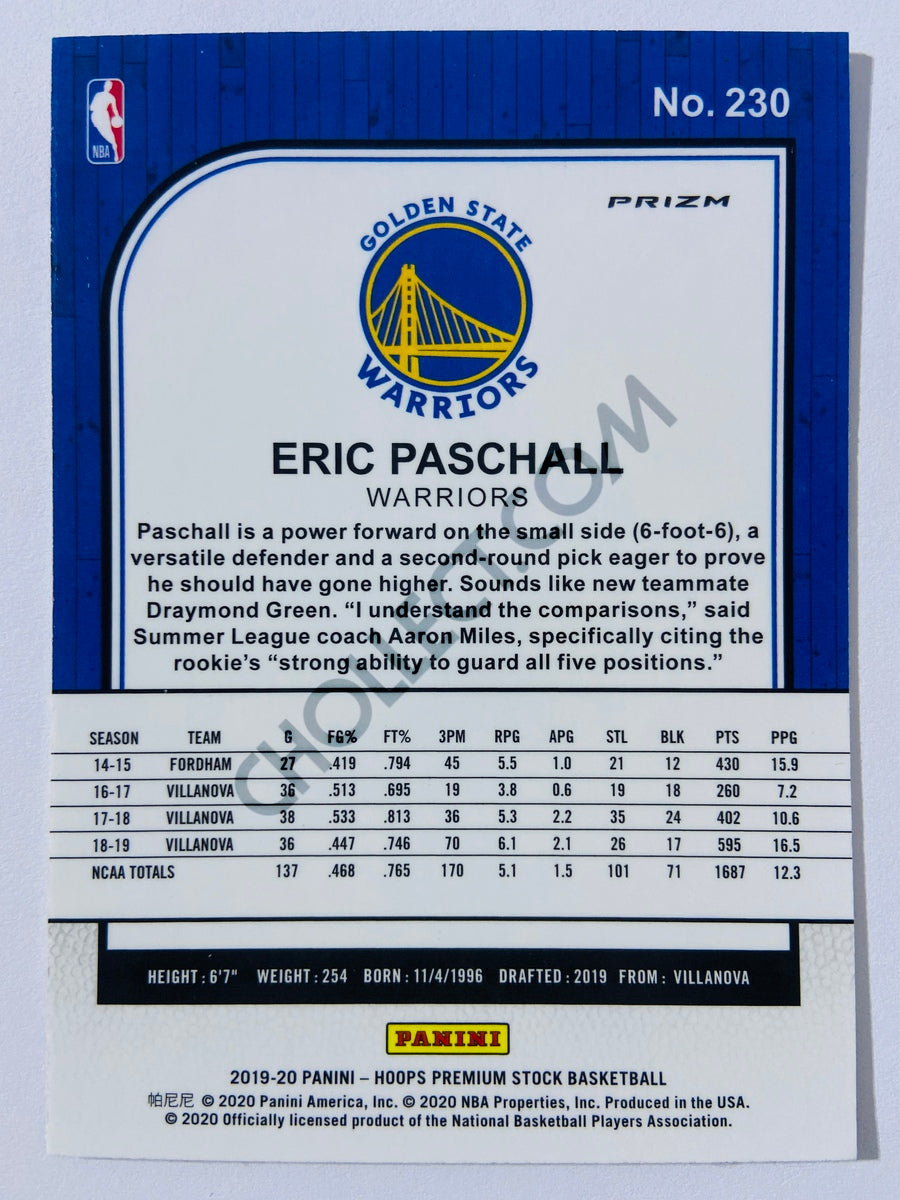 No. 230
NBA
PRIZM
GOLDEN STATE
WARRIORS
ERIC PASCHALL
WARRIORS
Paschall is a power forward on the small side (6-foot-6), a
versatile defender and a second-round pick eager to prove
he should have gone higher. Sounds like new teammate
Draymond Green. “I understand the comparisons,” said
Summer League coach Aaron Miles, specifically citing the
rookie’s “strong ability to guard all five positions.”
CHOLLECT.COM
SEASON TEAM G FG% FT% 3PM RPG APG STL BLK PTS PPG
14-15 FORDHAM 27 .419 .794 45 5.5 1.0 21 12 430 15.9
16-17 VILLANOVA 36 .513 .695 19 3.8 0.6 19 18 260 7.2
17-18 VILLANOVA 38 .533 .813 36 5.3 2.2 35 24 402 10.6
18-19 VILLANOVA 36 .447 .746 70 6.1 2.1 26 17 595 16.5
NCAA TOTALS 137 .468 .765 170 5.1 1.5 101 71 1687 12.3
HEIGHT: 6'7" WEIGHT: 254 BORN: 11/4/1996 DRAFTED: 2019 FROM: VILLANOVA
PANINI
2019-20 PANINI – HOOPS PREMIUM STOCK BASKETBALL
帕尼尼 © 2020 Panini America, Inc. © 2020 NBA Properties, Inc. Produced in the USA.
© 2020 Officially licensed product of the National Basketball Players Association.